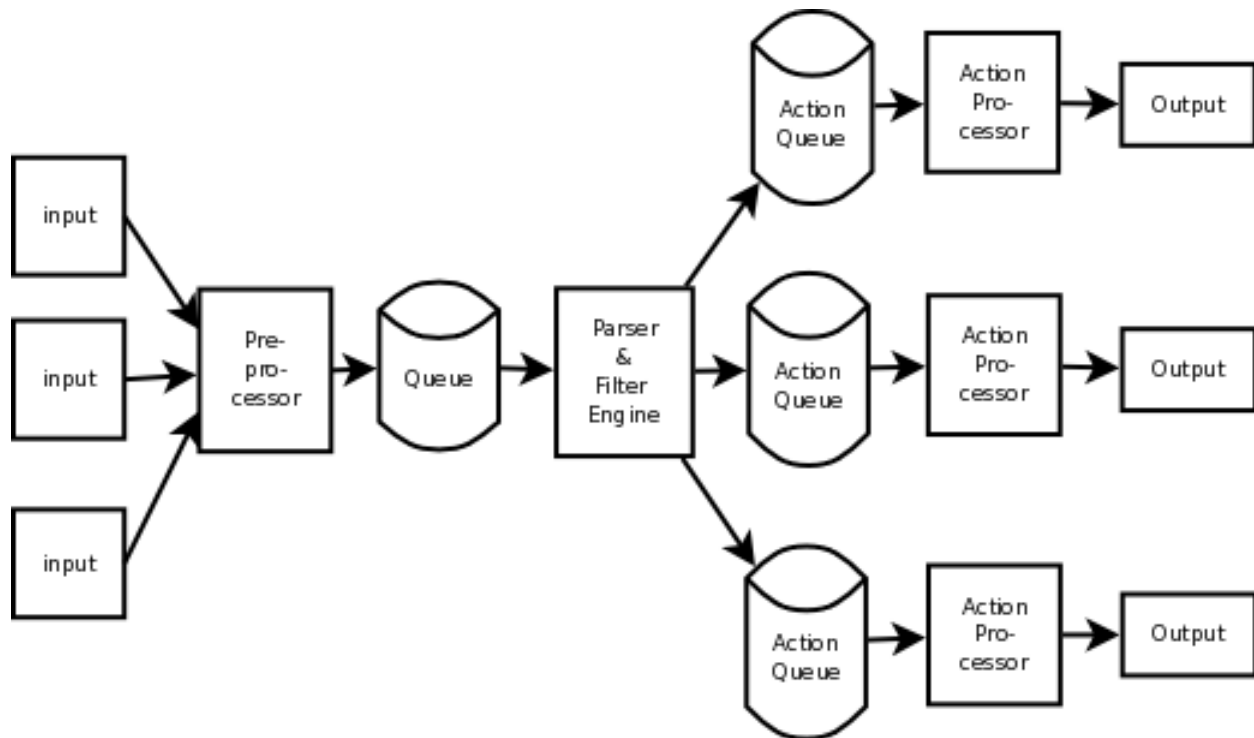 input
input
input
Pre-
pro-
cessor
Queue
Parser
&
Filter
Engine
Action
Queue
Action
Pro-
cessor
Output
Action
Queue
Action
Pro-
cessor
Output
Action
Queue
Action
Pro-
cessor
Output